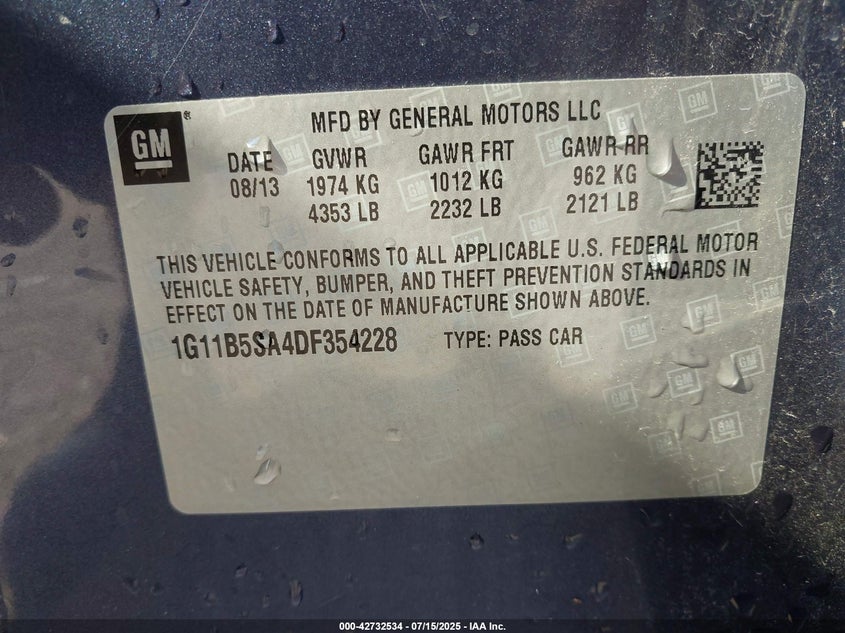 GM
MFD BY GENERAL MOTORS LLC
DATE GVWR GAWR FRT GAWR RR
08/13 1974 KG 1012 KG 962 KG
4353 LB 2232 LB 2121 LB
THIS VEHICLE CONFORMS TO ALL APPLICABLE U.S. FEDERAL MOTOR
VEHICLE SAFETY, BUMPER, AND THEFT PREVENTION STANDARDS IN
EFFECT ON THE DATE OF MANUFACTURE SHOWN ABOVE.
1G11B5SA4DF354228 TYPE: PASS CAR
000-42732534 - 07/15/2025 - IAA Inc.